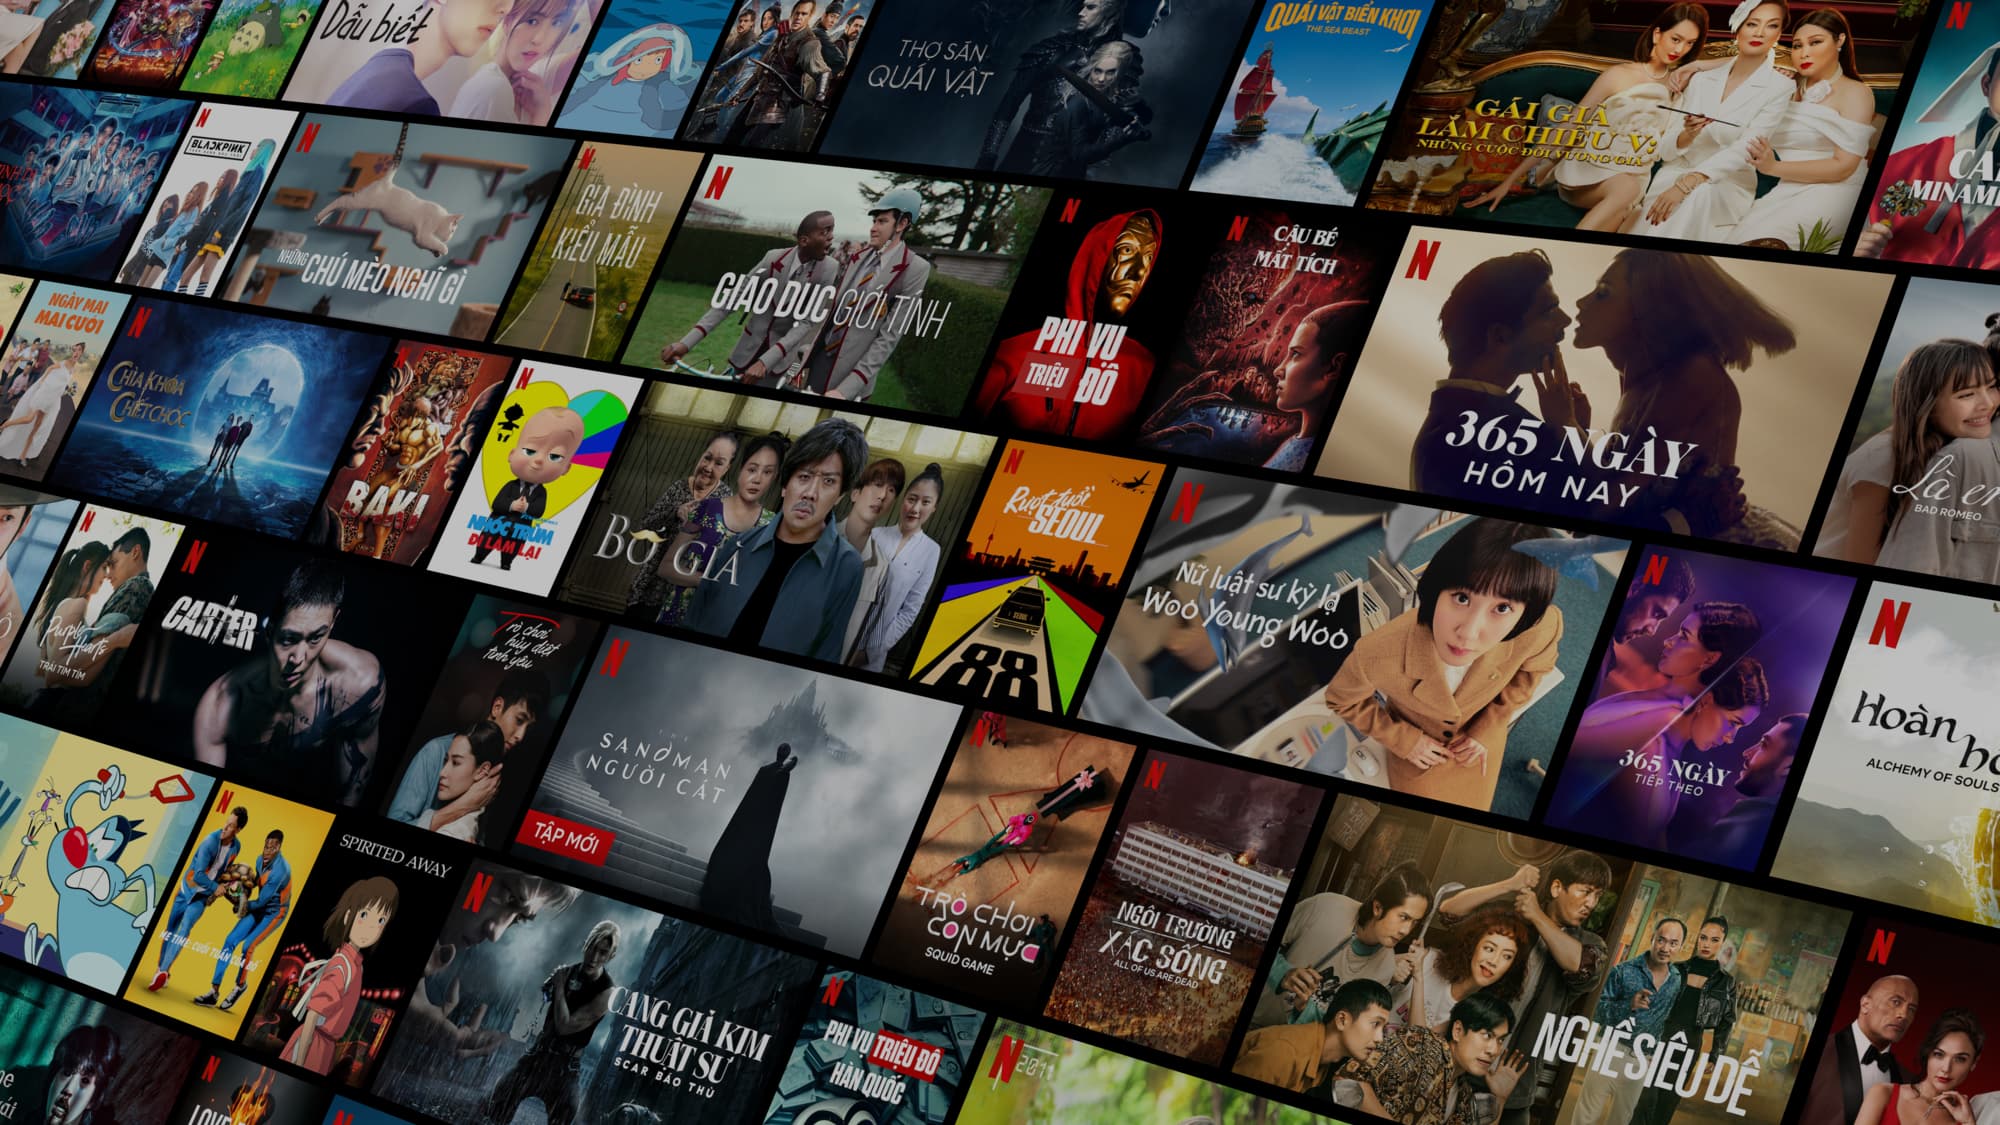 Dẫu biết
THỢ SĂN
QUÁI VẬT
QUÁI VẬT BIỂN KHƠI
THE SEA BEAST
GÁI GIÀ
LẮM CHIÊU V:
NHỮNG CUỘC ĐỜI VƯƠNG GIẢ
MINAM
BLACKPINK
NHỮNG CHÚ MÈO NGHĨ GÌ
GIA ĐÌNH
KIỂU MẪU
GIÁO DỤC GIỚI TÍNH
PHI VỤ
TRIỆU ĐÔ
CẬU BÉ
MẤT TÍCH
365 NGÀY
HÔM NAY
Là em
BAD ROMEO
NGÀY MAI
MAI CƯỚI
CHÌA KHÓA
CHẾT CHÓC
BAKI
NHÓC TRÙM
ĐI LÀM LẠI
BỐ GIÀ
Rượt đuổi
SEOUL
88
Nữ luật sư kỳ lạ
Woo Young Woo
365 NGÀY
TIẾP THEO
Hoàn hồn
ALCHEMY OF SOULS
Purple
Hearts
TRÁI TIM TÍM
CARTER
Trò chơi
hủy diệt
tình yêu
THE
SANDMAN
NGƯỜI CÁT
TẬP MỚI
TRÒ CHƠI
CON MỰC
SQUID GAME
NGÔI TRƯỜNG
XÁC SỐNG
ALL OF US ARE DEAD
NGHỀ SIÊU DỄ
ME TIME: CUỐI TUẦN CỦA BỐ
SPIRITED AWAY
CANG GIẢ KIM
THUẬT SƯ
SCAR BÁO THÙ
PHI VỤ TRIỆU ĐÔ
HÀN QUỐC
LOVE